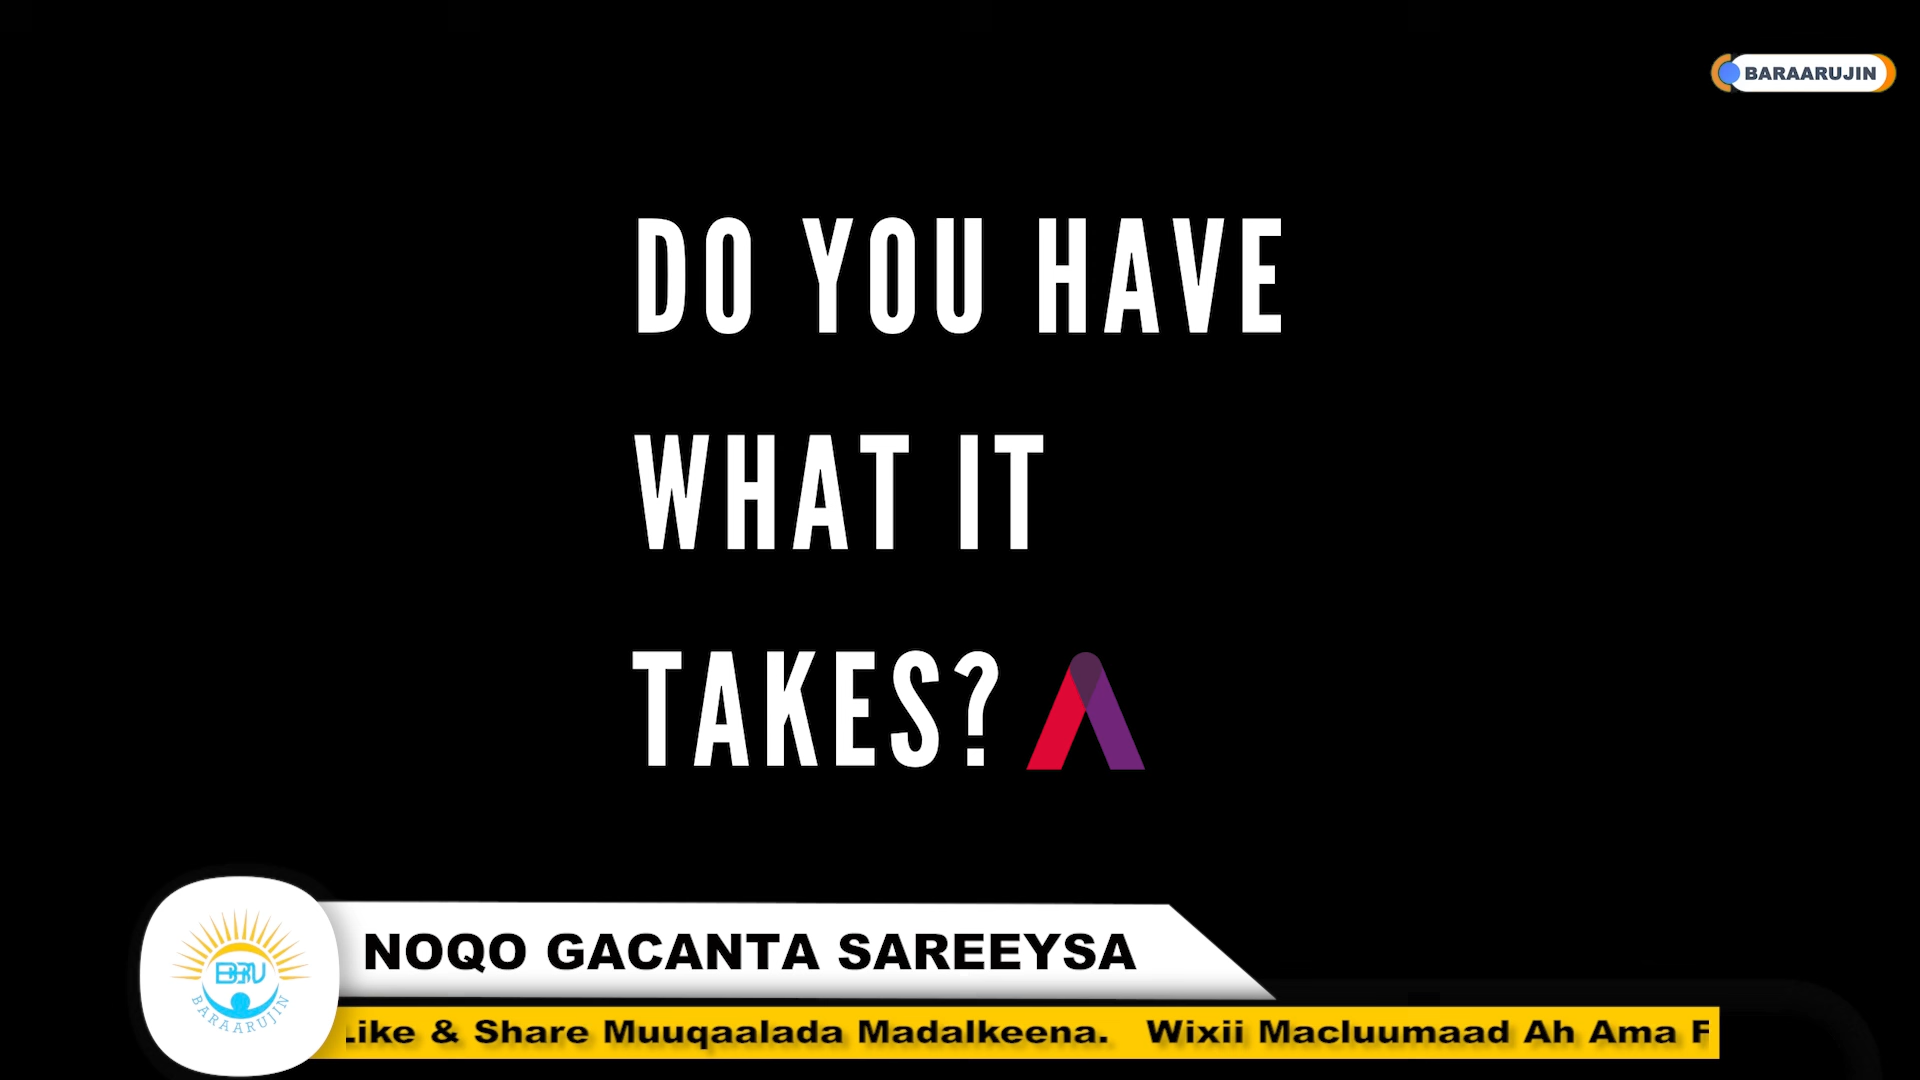 BARAARUJIN
DO YOU HAVE
WHAT IT
TAKES?
NOQO GACANTA SAREEYSA
BARAARUJIN
Like & Share Muuqaalada Madalkeena. Wixii Macluumaad Ah Ama F